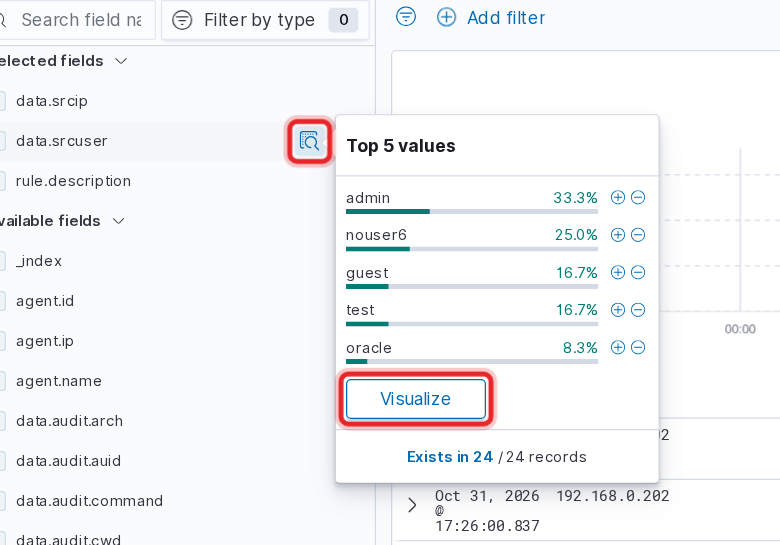 Search field na
Filter by type 0
Add filter
elected fields
data.srcip
data.srcuser
rule.description
vailable fields
_index
agent.id
agent.ip
agent.name
data.audit.arch
data.audit.auid
data.audit.command
data.audit.cwd
Top 5 values
admin 33.3%
nouser6 25.0%
guest 16.7%
test 16.7%
oracle 8.3%
Visualize
Exists in 24 / 24 records
00:00
02
Oct 31, 2026 192.168.0.202
@
17:26:00.837